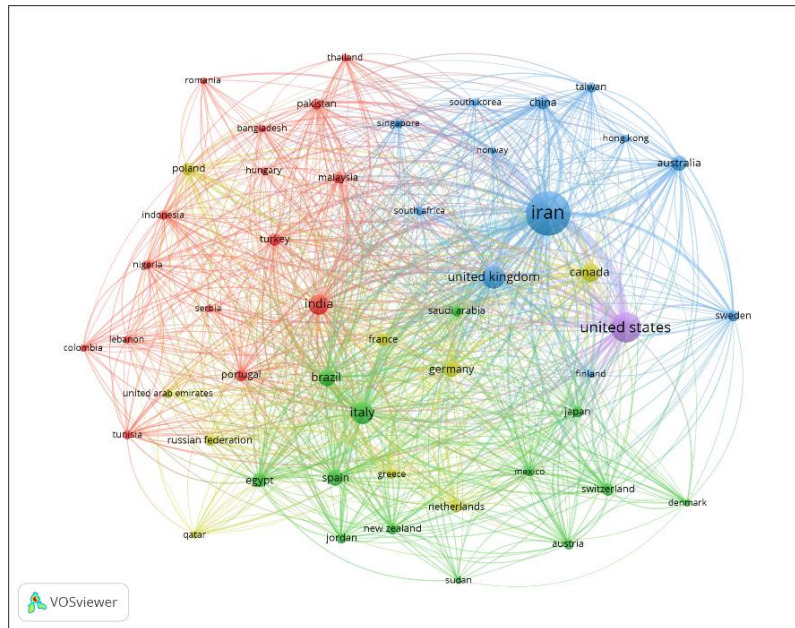 thailand
romania
taiwan
pakistan
south korea
china
singapore
bangladesh
hong kong
norway
poland
hungary
malaysia
australia
indonesia
south africa
iran
turkey
nigeria
united kingdom
canada
india
saudi arabia
serbia
sweden
united states
lebanon
colombia
france
germany
finland
portugal
brazil
united arab emirates
italy
japan
tunisia
russian federation
egypt
spain
greece
mexico
switzerland
denmark
netherlands
qatar
jordan
new zealand
austria
sudan
VOSviewer